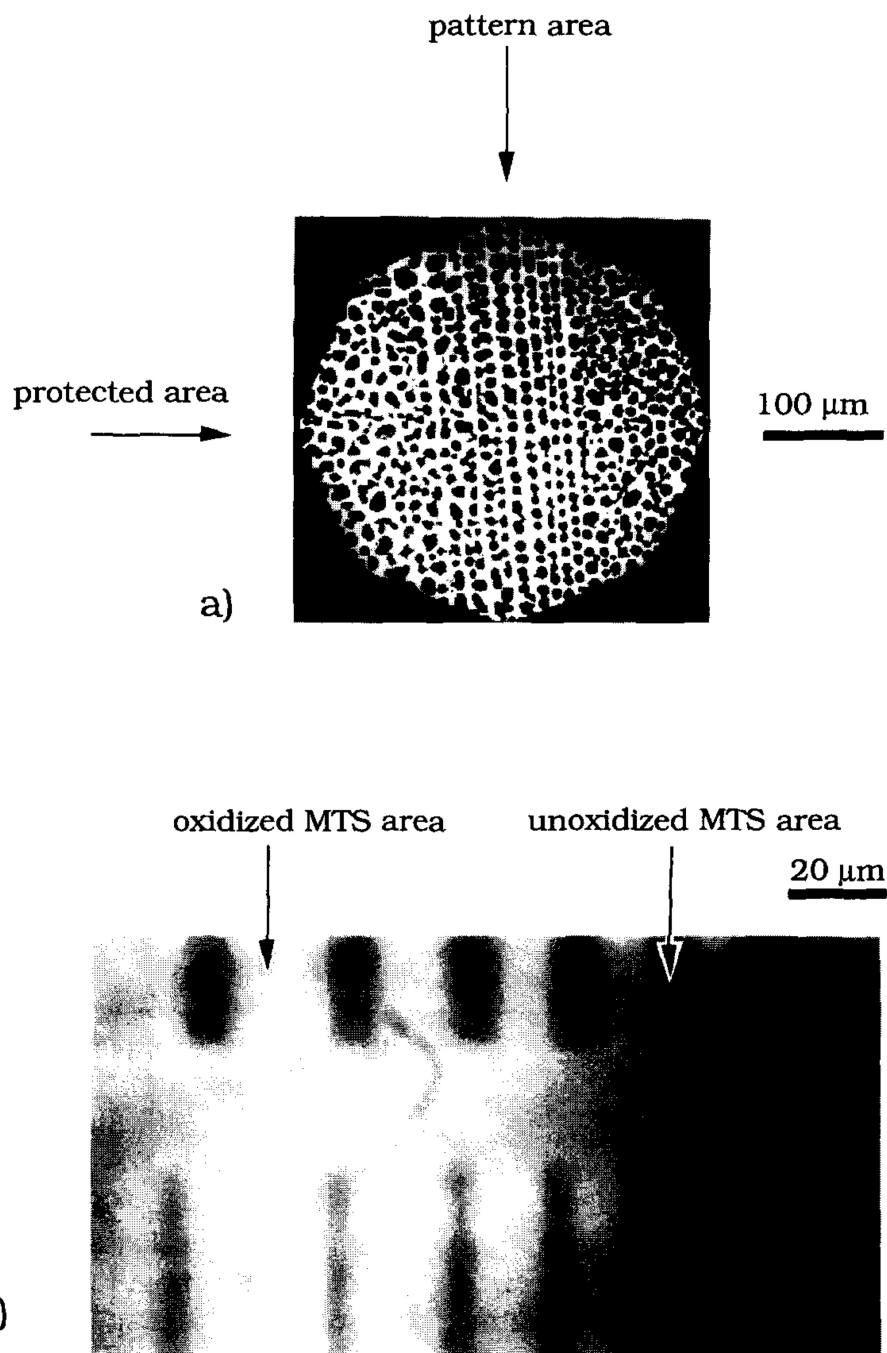 pattern area
protected area
100 μm
a)
oxidized MTS area
unoxidized MTS area
20 μm
)